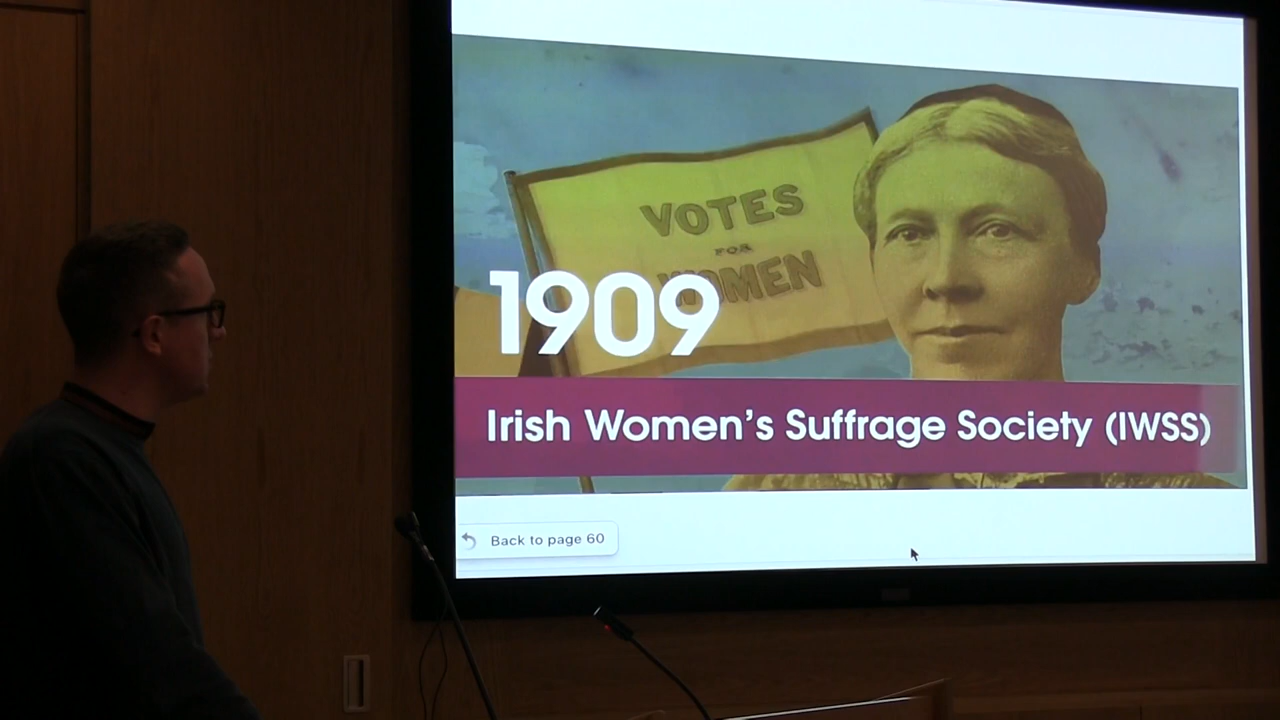 VOTES
FOR
WOMEN
1909
Irish Women's Suffrage Society (IWSS)
Back to page 60